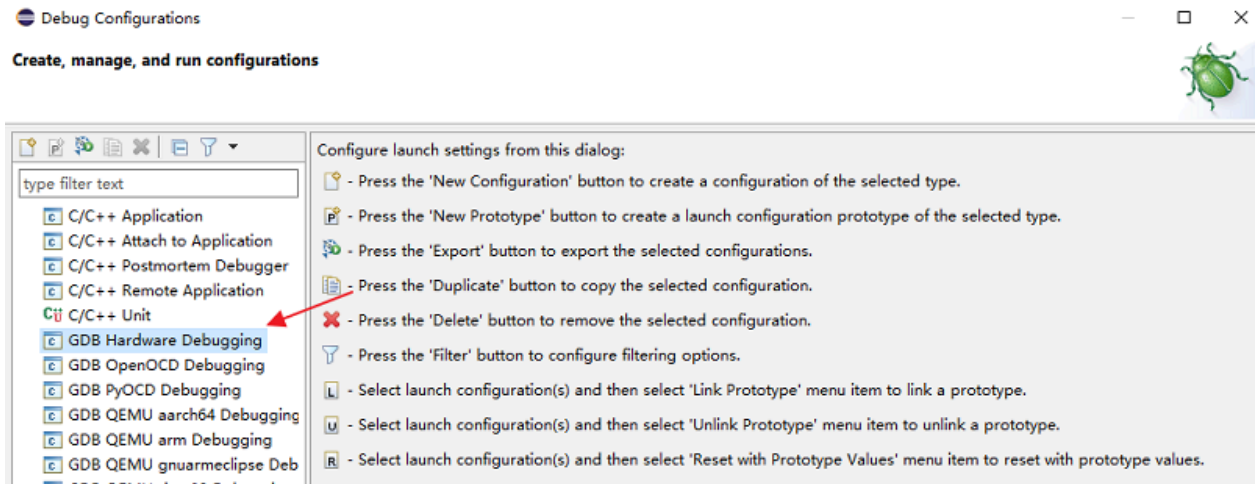 Debug Configurations
Create, manage, and run configurations
type filter text
C/C++ Application
C/C++ Attach to Application
C/C++ Postmortem Debugger
C/C++ Remote Application
C/C++ Unit
GDB Hardware Debugging
GDB OpenOCD Debugging
GDB PyOCD Debugging
GDB QEMU aarch64 Debugging
GDB QEMU arm Debugging
GDB QEMU gnuarmeclipse Deb
Configure launch settings from this dialog:
- Press the 'New Configuration' button to create a configuration of the selected type.
- Press the 'New Prototype' button to create a launch configuration prototype of the selected type.
- Press the 'Export' button to export the selected configurations.
- Press the 'Duplicate' button to copy the selected configuration.
- Press the 'Delete' button to remove the selected configuration.
- Press the 'Filter' button to configure filtering options.
L - Select launch configuration(s) and then select 'Link Prototype' menu item to link a prototype.
U - Select launch configuration(s) and then select 'Unlink Prototype' menu item to unlink a prototype.
R - Select launch configuration(s) and then select 'Reset with Prototype Values' menu item to reset with prototype values.